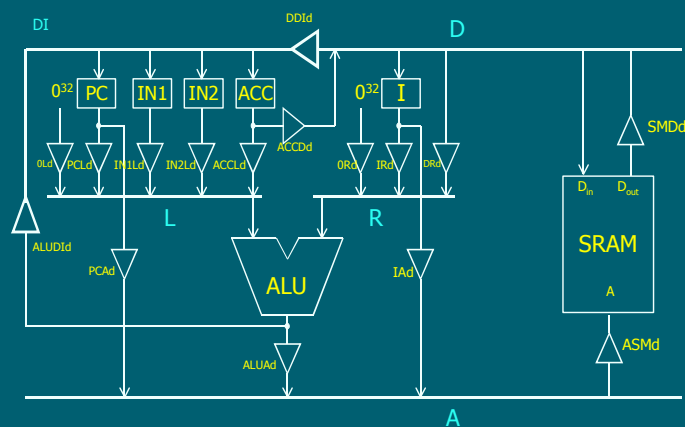 DI
DDId
D
0³² PC IN1 IN2 ACC 0³² I
SMDd
ACCDd
0Ld PCLd IN1Ld IN2Ld ACCLd 0Rd IRd DRd
Din Dout
L R
SRAM
ALUDId
PCAd ALU IAd
A
ASMd
ALUAd
A